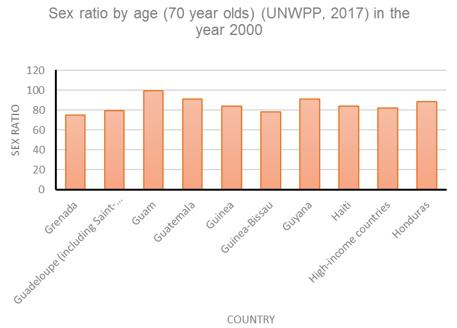 Sex ratio by age (70 year olds) (UNWPP, 2017) in the
year 2000
120
100
80
60
40
20
0
SEX RATIO
Grenada
Guadeloupe (including Saint-...
Guam
Guatemala
Guinea
Guinea-Bissau
Guyana
Haiti
High-income countries
Honduras
COUNTRY